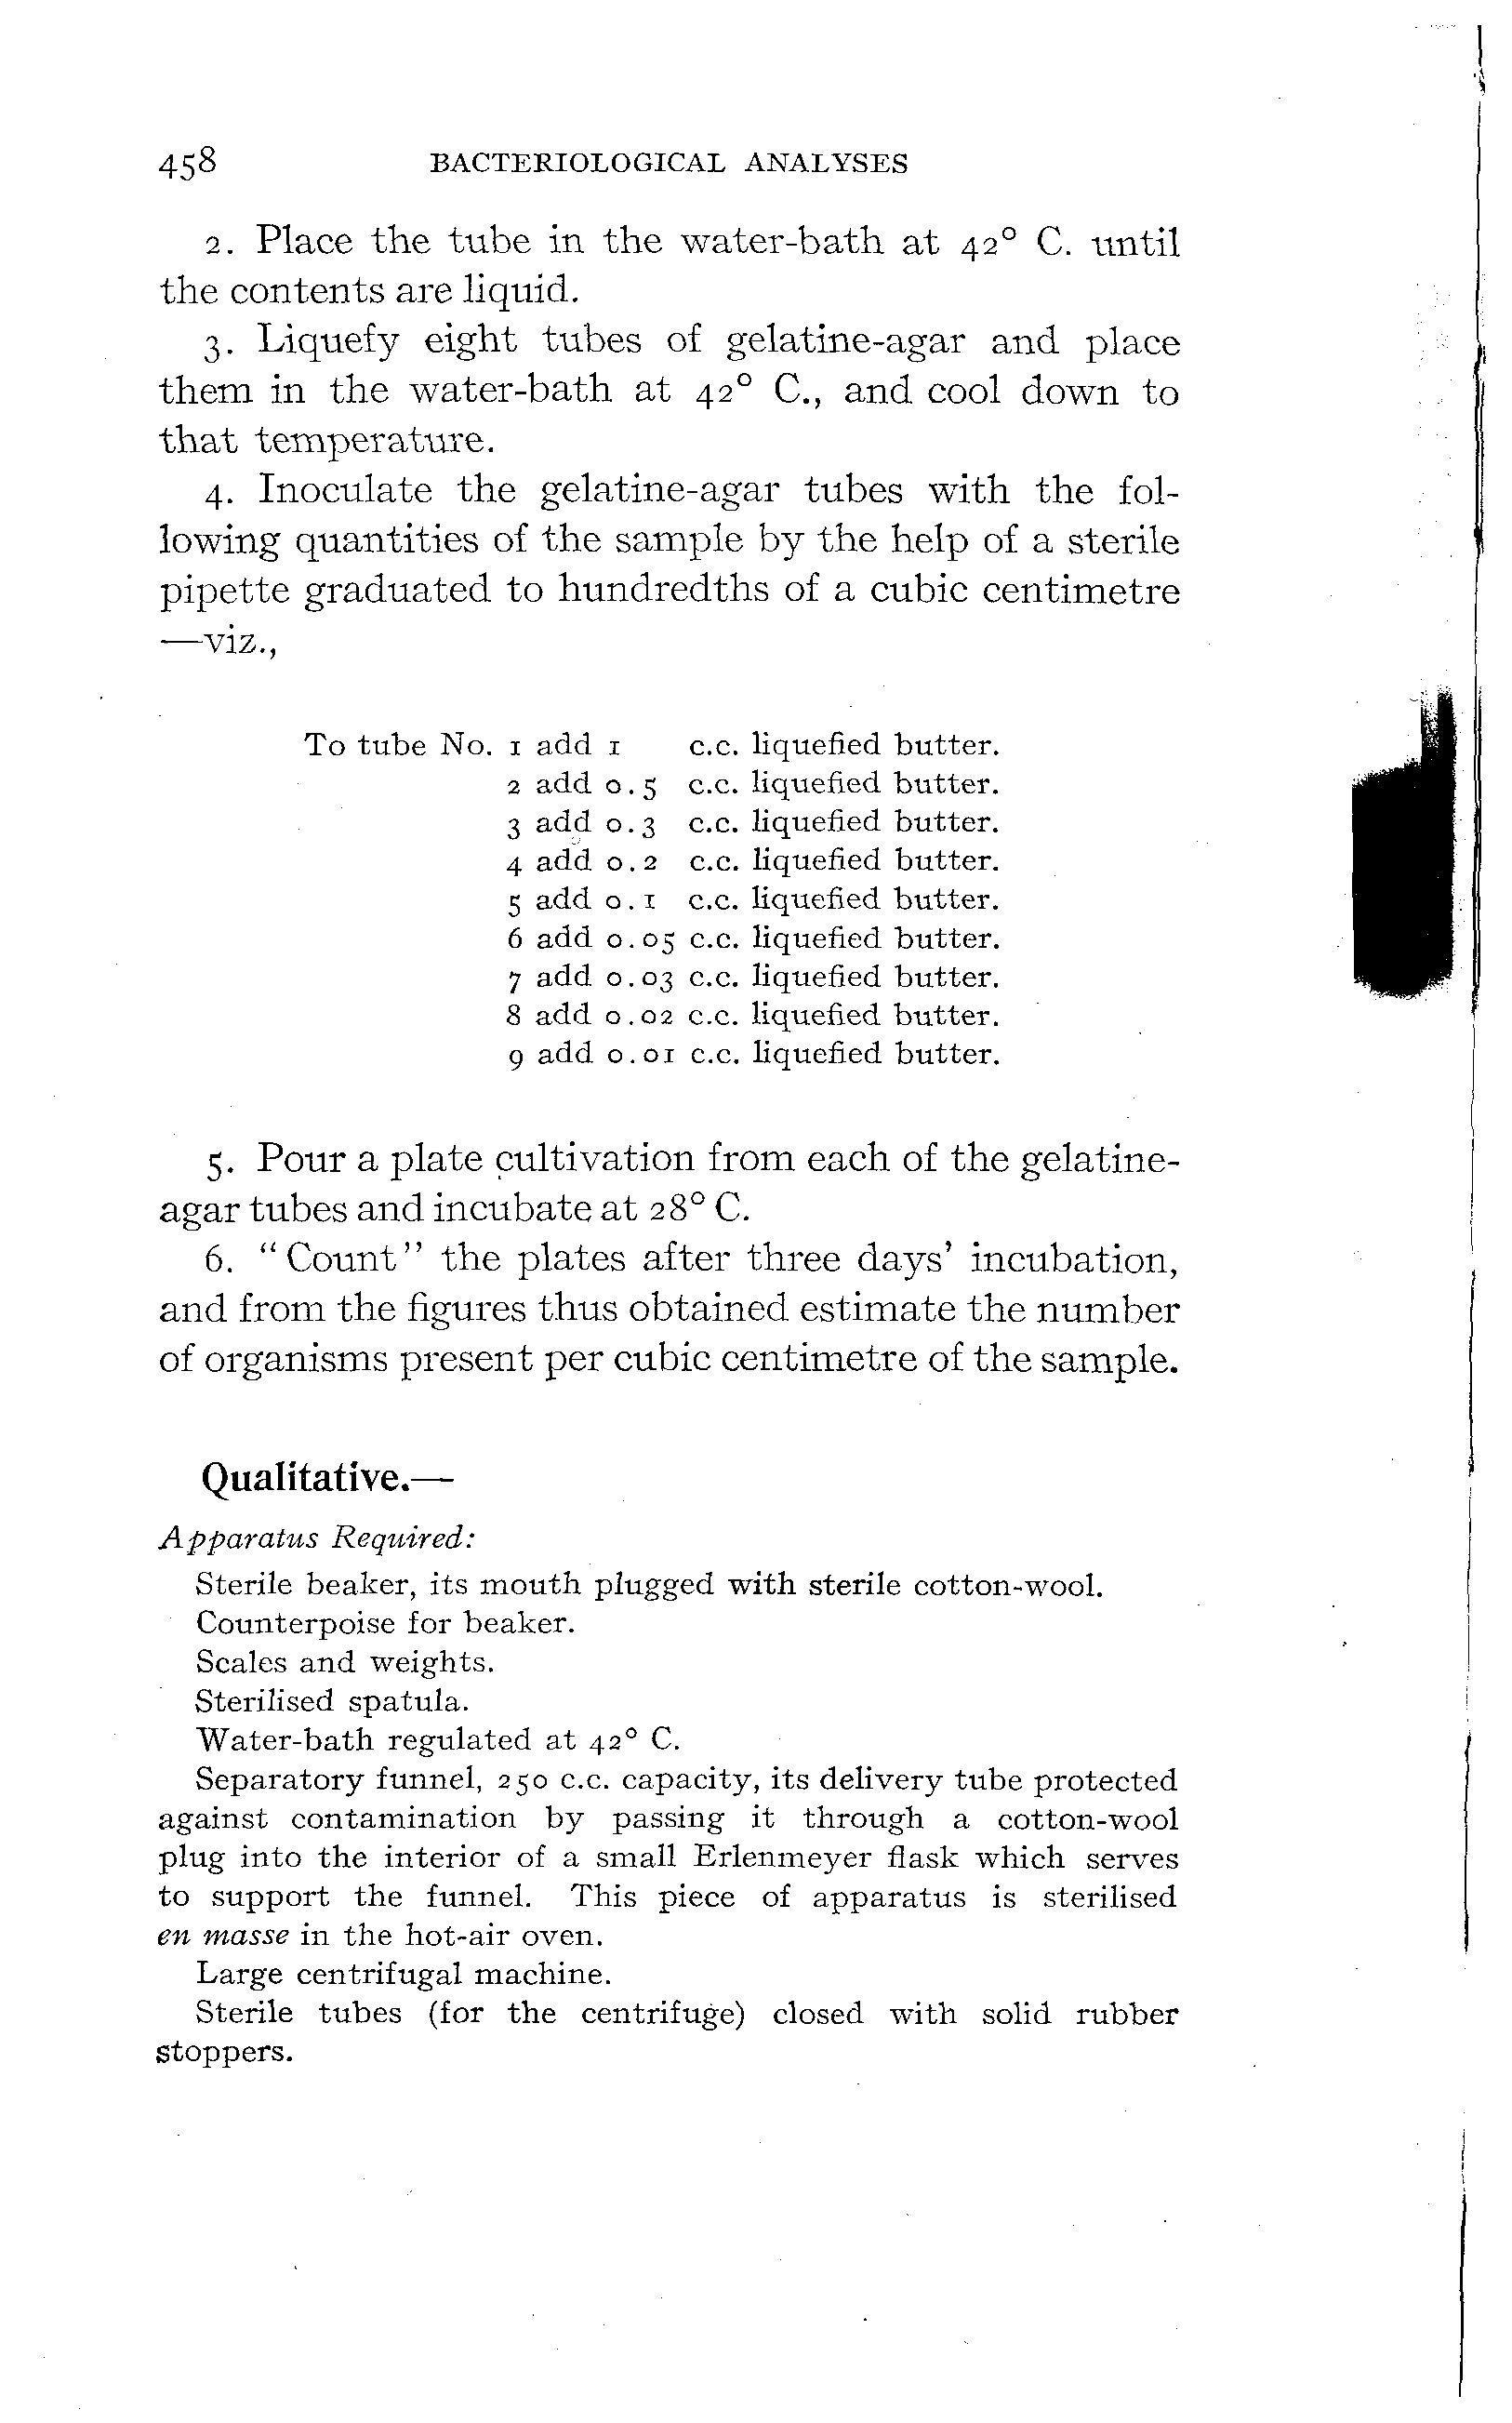 458 BACTERIOLOGICAL ANALYSES
2. Place the tube in the water-bath at 42° C. until
the contents are liquid.
3. Liquefy eight tubes of gelatine-agar and place
them in the water-bath at 42° C., and cool down to
that temperature.
4. Inoculate the gelatine-agar tubes with the fol-
lowing quantities of the sample by the help of a sterile
pipette graduated to hundredths of a cubic centimetre
—viz.,
To tube No. 1 add 1 c.c. liquefied butter.
2 add 0.5 c.c. liquefied butter.
3 add 0.3 c.c. liquefied butter.
4 add 0.2 c.c. liquefied butter.
5 add 0.1 c.c. liquefied butter.
6 add 0.05 c.c. liquefied butter.
7 add 0.03 c.c. liquefied butter.
8 add 0.02 c.c. liquefied butter.
9 add 0.01 c.c. liquefied butter.
5. Pour a plate cultivation from each of the gelatine-
agar tubes and incubate at 28° C.
6. "Count" the plates after three days' incubation,
and from the figures thus obtained estimate the number
of organisms present per cubic centimetre of the sample.
Qualitative.—
Apparatus Required:
Sterile beaker, its mouth plugged with sterile cotton-wool.
Counterpoise for beaker.
Scales and weights.
Sterilised spatula.
Water-bath regulated at 42° C.
Separatory funnel, 250 c.c. capacity, its delivery tube protected
against contamination by passing it through a cotton-wool
plug into the interior of a small Erlenmeyer flask which serves
to support the funnel. This piece of apparatus is sterilised
en masse in the hot-air oven.
Large centrifugal machine.
Sterile tubes (for the centrifuge) closed with solid rubber
stoppers.